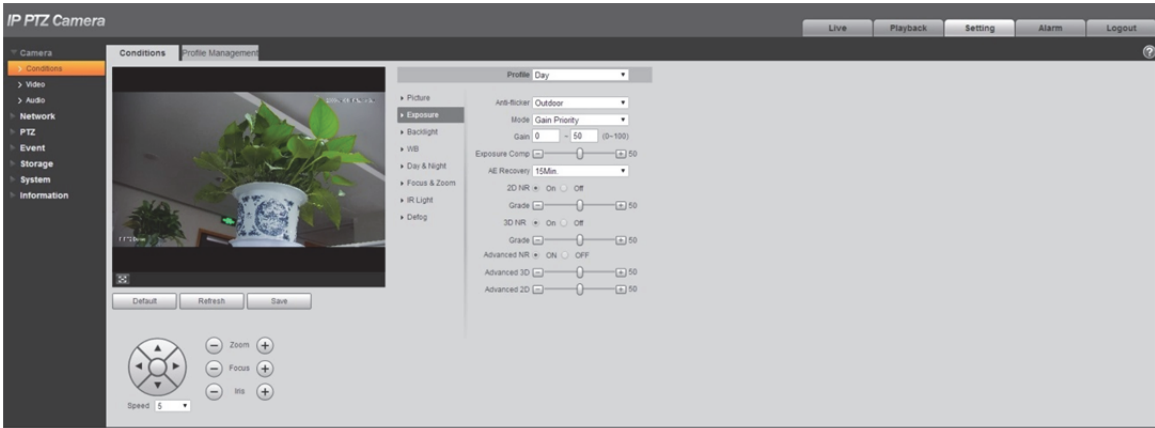 IP PTZ Camera
Live Playback Setting Alarm Logout
Camera
Conditions
Video
Audio
Network
PTZ
Event
Storage
System
Information
Conditions Profile Management
Default Refresh Save
Zoom
Focus
Iris
Speed 5
Profile Day
Picture
Exposure
Backlight
WB
Day & Night
Focus & Zoom
IR Light
Defog
Anti-flicker Outdoor
Mode Gain Priority
Gain 0 ~ 50 (0~100)
Exposure Comp 50
AE Recovery 15Min.
2D NR On Off
Grade 50
3D NR On Off
Grade 50
Advanced NR ON OFF
Advanced 3D 50
Advanced 2D 50